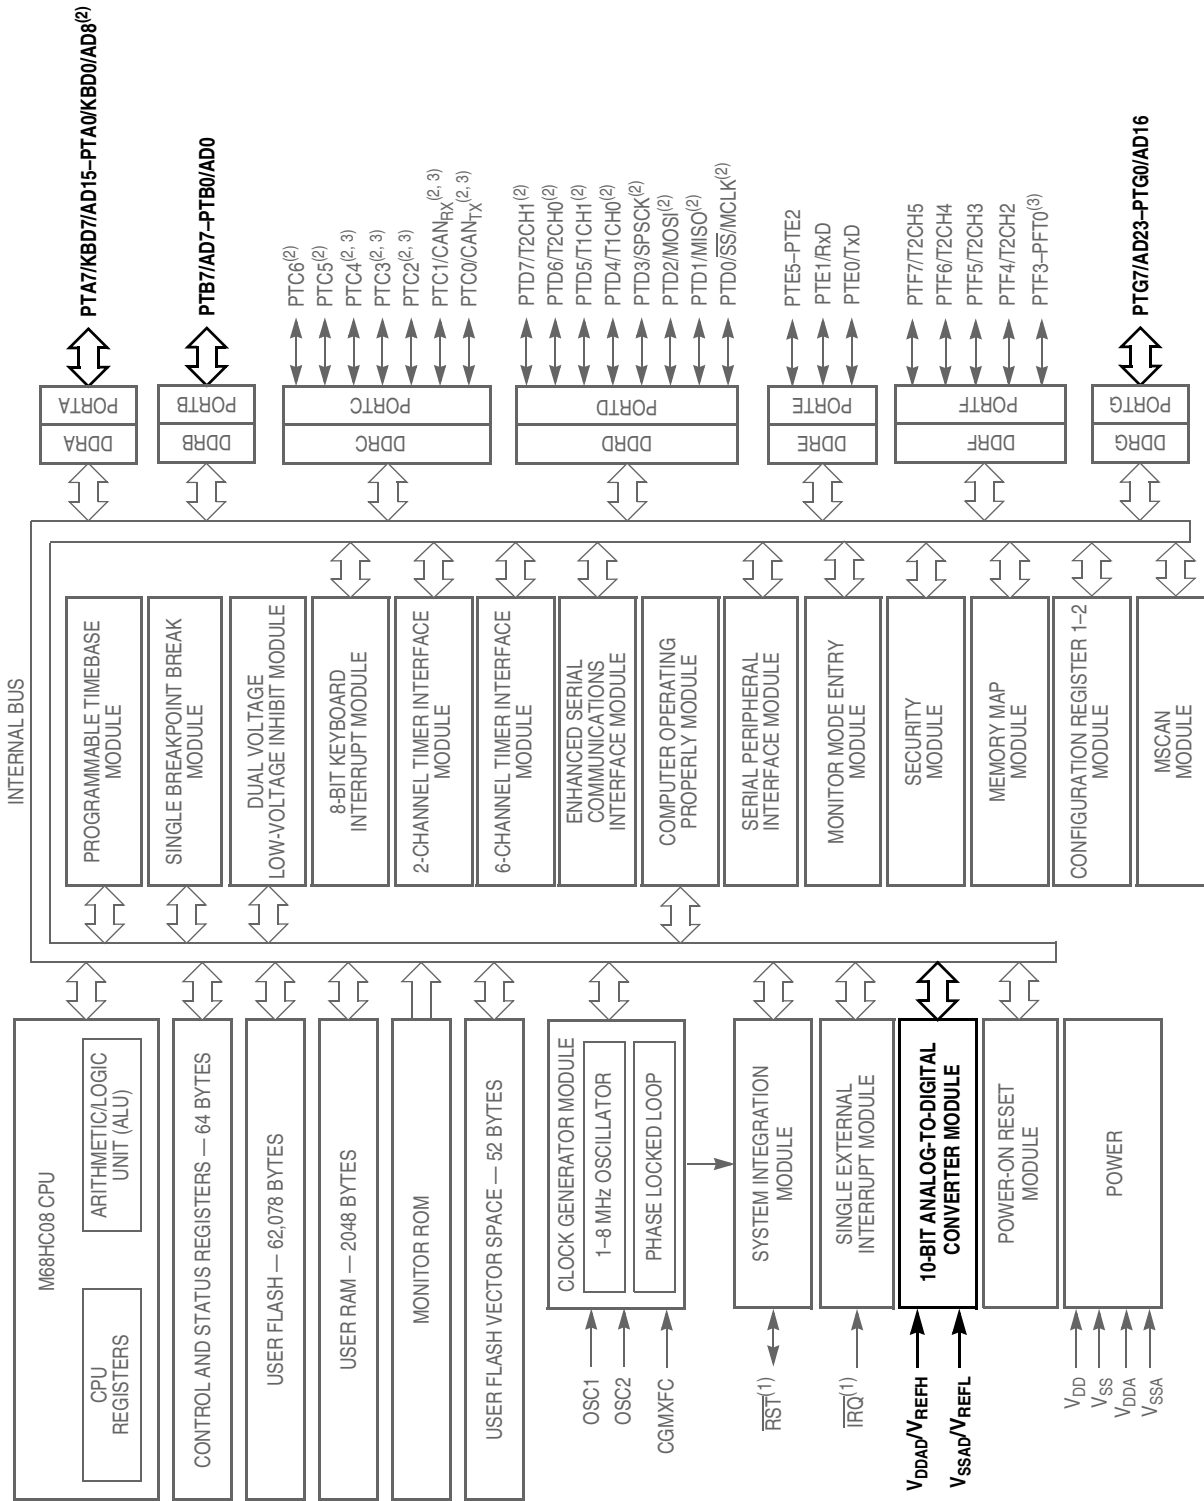 INTERNAL BUS
M68HC08 CPU
CPU
REGISTERS
ARITHMETIC/LOGIC
UNIT (ALU)
CONTROL AND STATUS REGISTERS — 64 BYTES
USER FLASH — 62,078 BYTES
USER RAM — 2048 BYTES
MONITOR ROM
USER FLASH VECTOR SPACE — 52 BYTES
CLOCK GENERATOR MODULE
1–8 MHz OSCILLATOR
PHASE LOCKED LOOP
OSC1
OSC2
CGMXFC
SYSTEM INTEGRATION
MODULE
RST(1)
SINGLE EXTERNAL
INTERRUPT MODULE
IRQ(1)
10-BIT ANALOG-TO-DIGITAL
CONVERTER MODULE
VDDAD/VREFH
VSSAD/VREFL
POWER-ON RESET
MODULE
POWER
VDD
VSS
VDDA
VSSA
PROGRAMMABLE TIMEBASE
MODULE
SINGLE BREAKPOINT BREAK
MODULE
DUAL VOLTAGE
LOW-VOLTAGE INHIBIT MODULE
8-BIT KEYBOARD
INTERRUPT MODULE
2-CHANNEL TIMER INTERFACE
MODULE
6-CHANNEL TIMER INTERFACE
MODULE
ENHANCED SERIAL
COMMUNICATIONS
INTERFACE MODULE
COMPUTER OPERATING
PROPERLY MODULE
SERIAL PERIPHERAL
INTERFACE MODULE
MONITOR MODE ENTRY
MODULE
SECURITY
MODULE
MEMORY MAP
MODULE
CONFIGURATION REGISTER 1–2
MODULE
MSCAN
MODULE
DDRA
PORTA
PTA7/KBD7/AD15–PTA0/KBD0/AD8(2)
DDRB
PORTB
PTB7/AD7–PTB0/AD0
DDRC
PORTC
PTC6(2)
PTC5(2)
PTC4(2, 3)
PTC3(2, 3)
PTC2(2, 3)
PTC1/CANRX(2, 3)
PTC0/CANTX(2, 3)
DDRD
PORTD
PTD7/T2CH1(2)
PTD6/T2CH0(2)
PTD5/T1CH1(2)
PTD4/T1CH0(2)
PTD3/SPSCK(2)
PTD2/MOSI(2)
PTD1/MISO(2)
PTD0/SS/MCLK(2)
DDRE
PORTE
PTE5–PTE2
PTE1/RxD
PTE0/TxD
DDRF
PORTF
PTF7/T2CH5
PTF6/T2CH4
PTF5/T2CH3
PTF4/T2CH2
PTF3–PFT0(3)
DDRG
PORTG
PTG7/AD23–PTG0/AD16